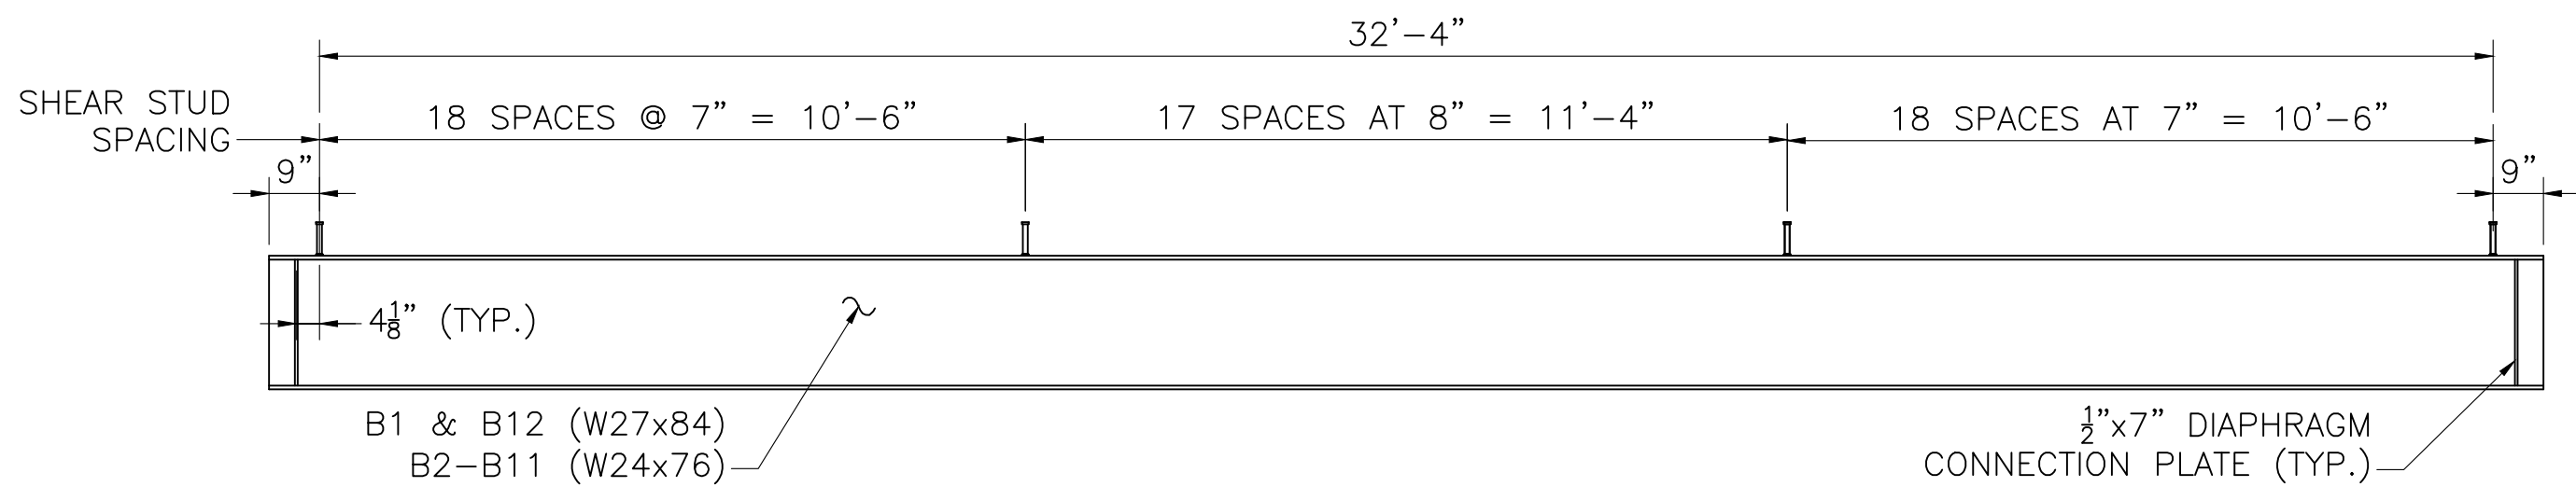 32'-4"
SHEAR STUD
SPACING
18 SPACES @ 7" = 10'-6"
17 SPACES AT 8" = 11'-4"
18 SPACES AT 7" = 10'-6"
9"
9"
4⅛" (TYP.)
B1 & B12 (W27x84)
B2-B11 (W24x76)
½"x7" DIAPHRAGM
CONNECTION PLATE (TYP.)